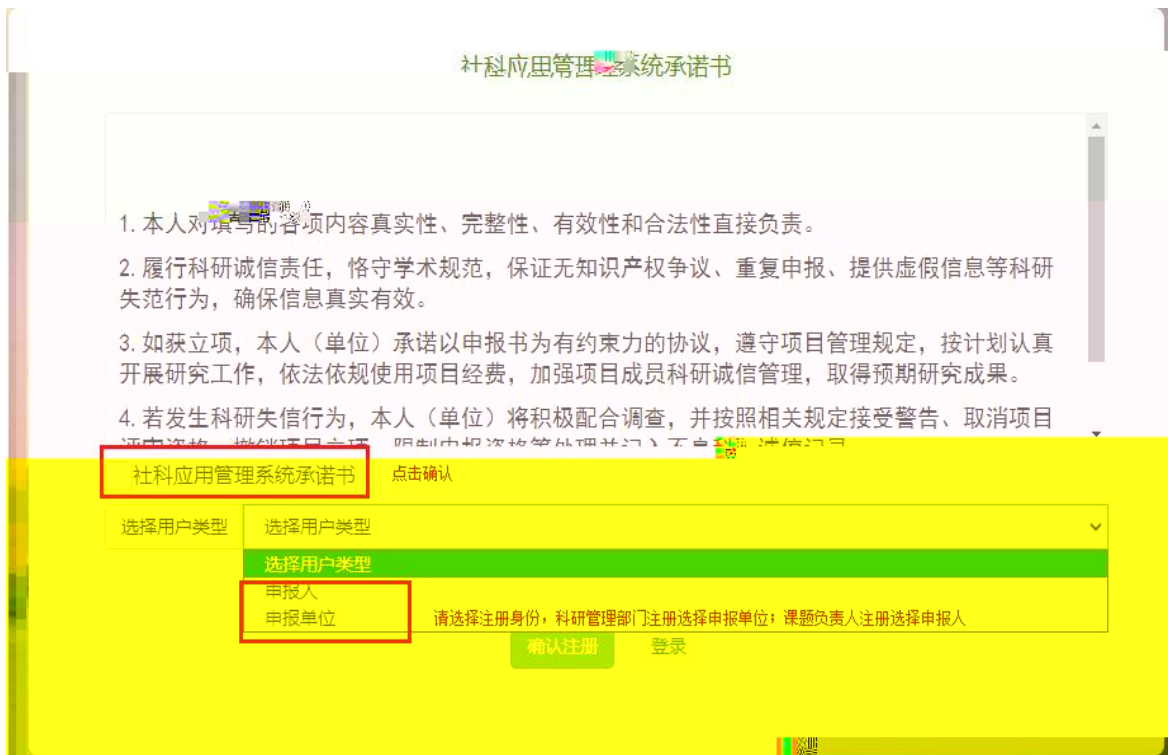 社科应用管理系统承诺书
1. 本人对填写的各项内容真实性、完整性、有效性和合法性直接负责。
2. 履行科研诚信责任，恪守学术规范，保证无知识产权争议、重复申报、提供虚假信息等科研
失范行为，确保信息真实有效。
3. 如获立项，本人（单位）承诺以申报书为有约束力的协议，遵守项目管理规定，按计划认真
开展研究工作，依法依规使用项目经费，加强项目成员科研诚信管理，取得预期研究成果。
4. 若发生科研失信行为，本人（单位）将积极配合调查，并按照相关规定接受警告、取消项目
社科应用管理系统承诺书 点击确认
选择用户类型 选择用户类型
选择用户类型
申报人
申报单位 请选择注册身份，科研管理部门注册选择申报单位；课题负责人注册选择申报人
确认注册 登录